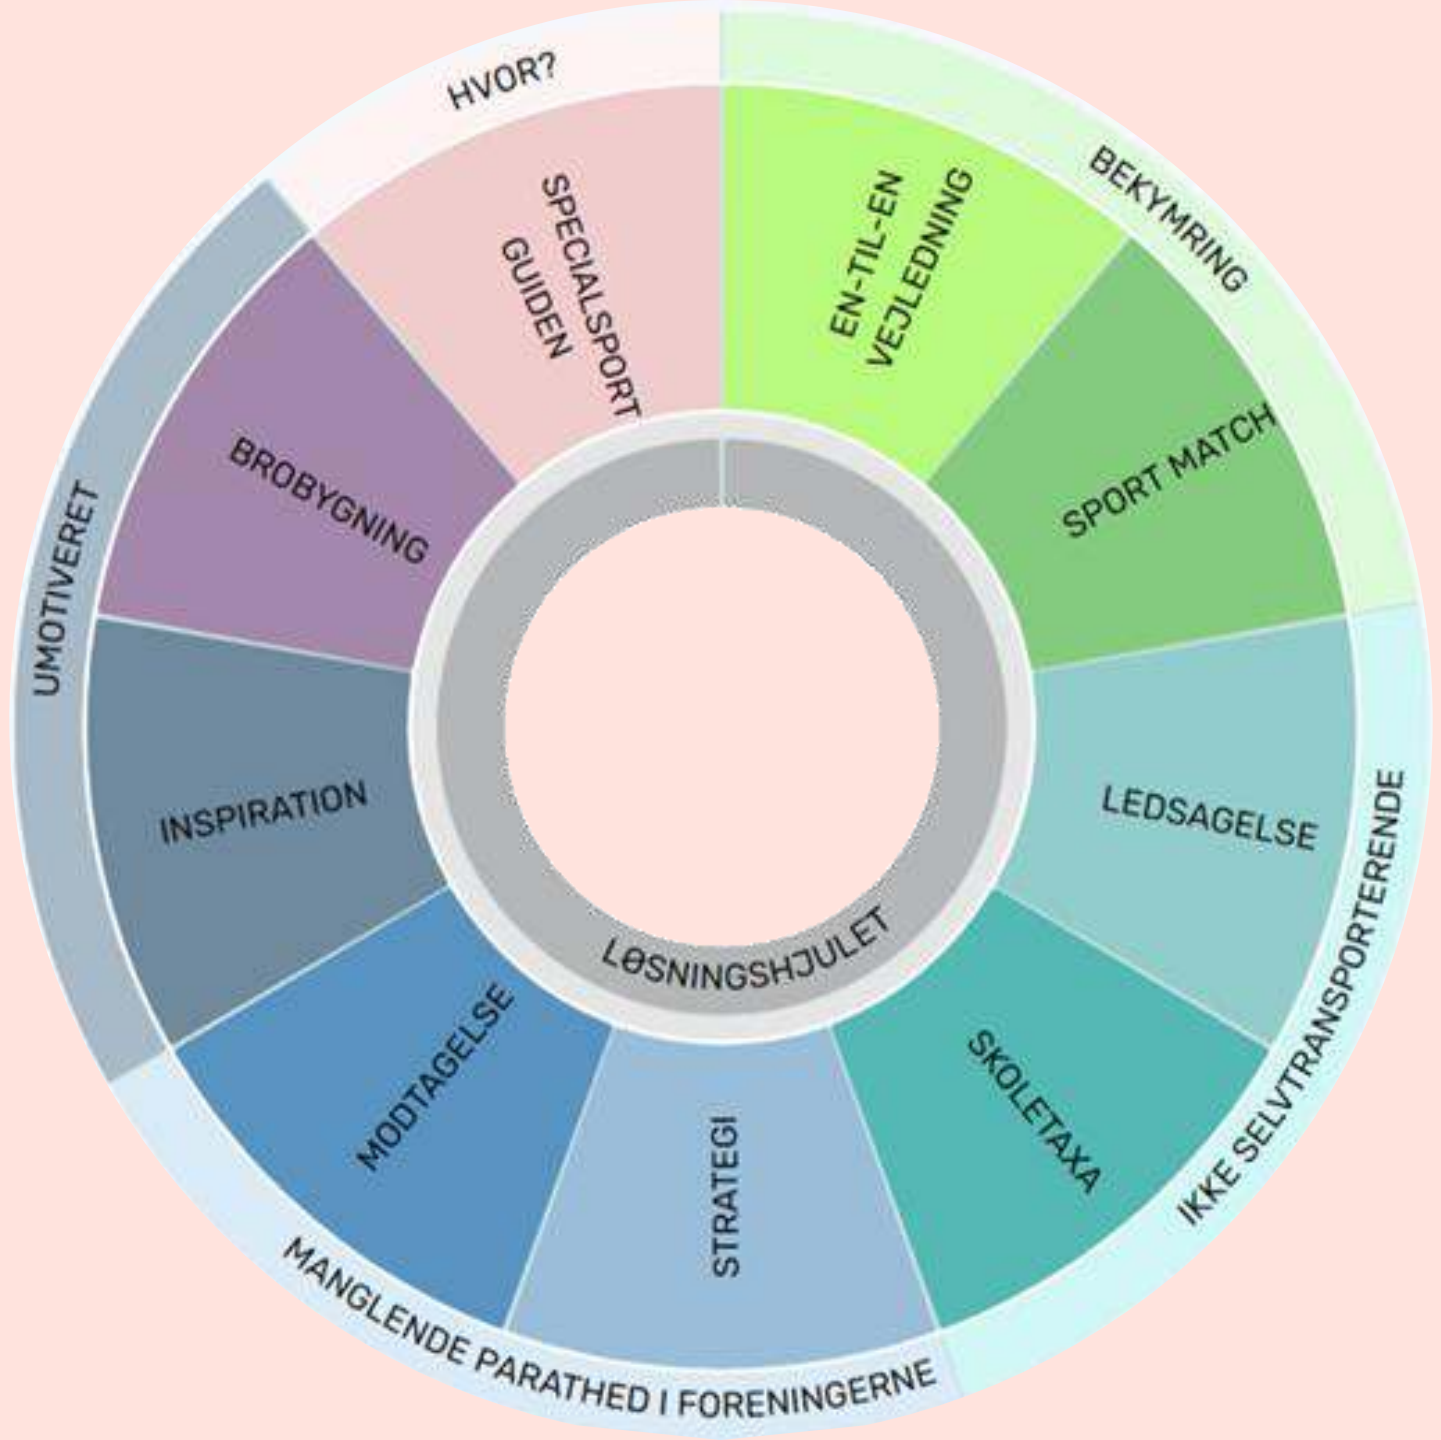 HVOR?
BEKYMRING
IKKE SELVTRANSPORTERENDE
MANGLENDE PARATHED I FORENINGERNE
UMOTIVERET
SPECIALSPORT
GUIDEN
EN-TIL-EN
VEJLEDNING
SPORT MATCH
LEDSAGELSE
SKOLETAXA
STRATEGI
MODTAGELSE
INSPIRATION
BROBYGNING
LØSNINGSHJULET